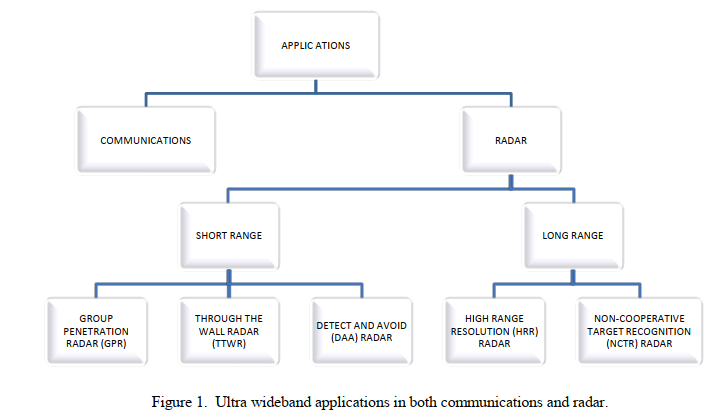 APPLICATIONS
COMMUNICATIONS
RADAR
SHORT RANGE
LONG RANGE
GROUP
PENETRATION
RADAR (GPR)
THROUGH THE
WALL RADAR
(TTWR)
DETECT AND AVOID
(DAA) RADAR
HIGH RANGE
RESOLUTION (HRR)
RADAR
NON-COOPERATIVE
TARGET RECOGNITION
(NCTR) RADAR
Figure 1. Ultra wideband applications in both communications and radar.